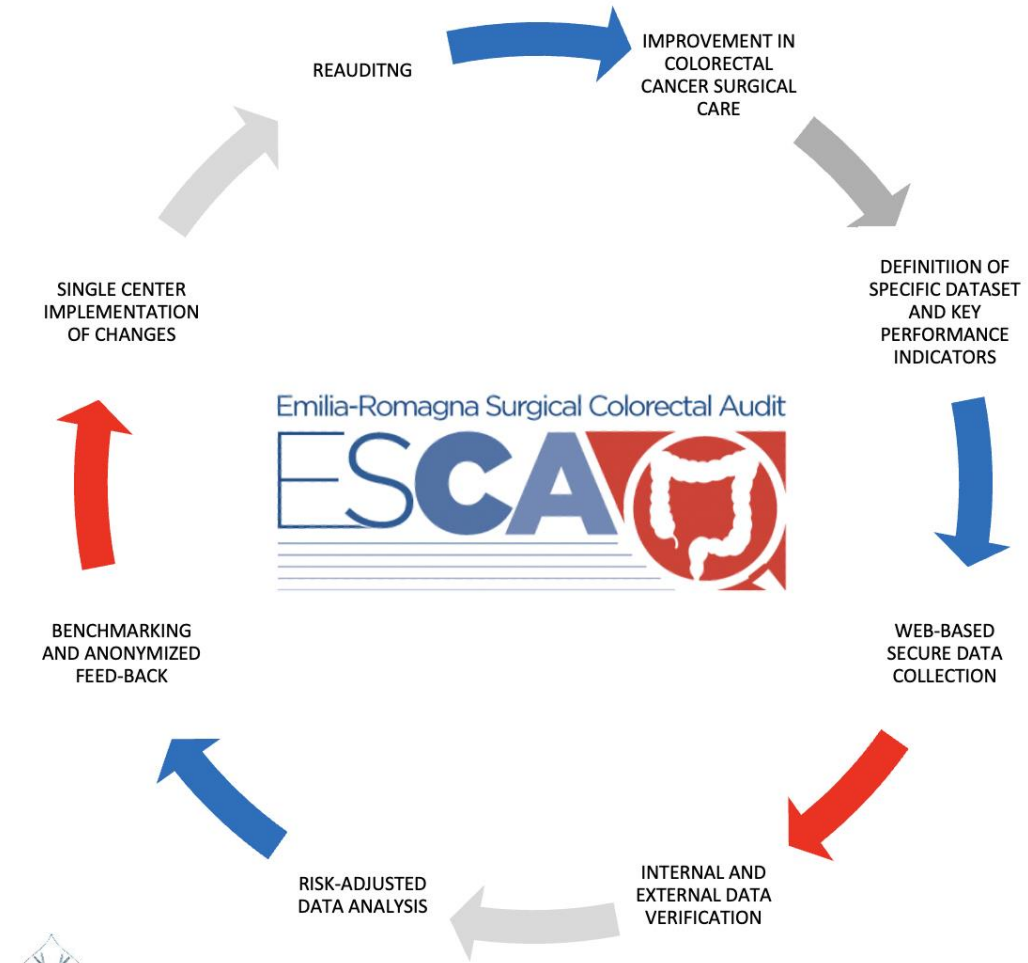 REAUDITNG
IMPROVEMENT IN
COLORECTAL
CANCER SURGICAL
CARE
DEFINITIION OF
SPECIFIC DATASET
AND KEY
PERFORMANCE
INDICATORS
WEB-BASED
SECURE DATA
COLLECTION
INTERNAL AND
EXTERNAL DATA
VERIFICATION
RISK-ADJUSTED
DATA ANALYSIS
BENCHMARKING
AND ANONYMIZED
FEED-BACK
SINGLE CENTER
IMPLEMENTATION
OF CHANGES
Emilia-Romagna Surgical Colorectal Audit
ESCA